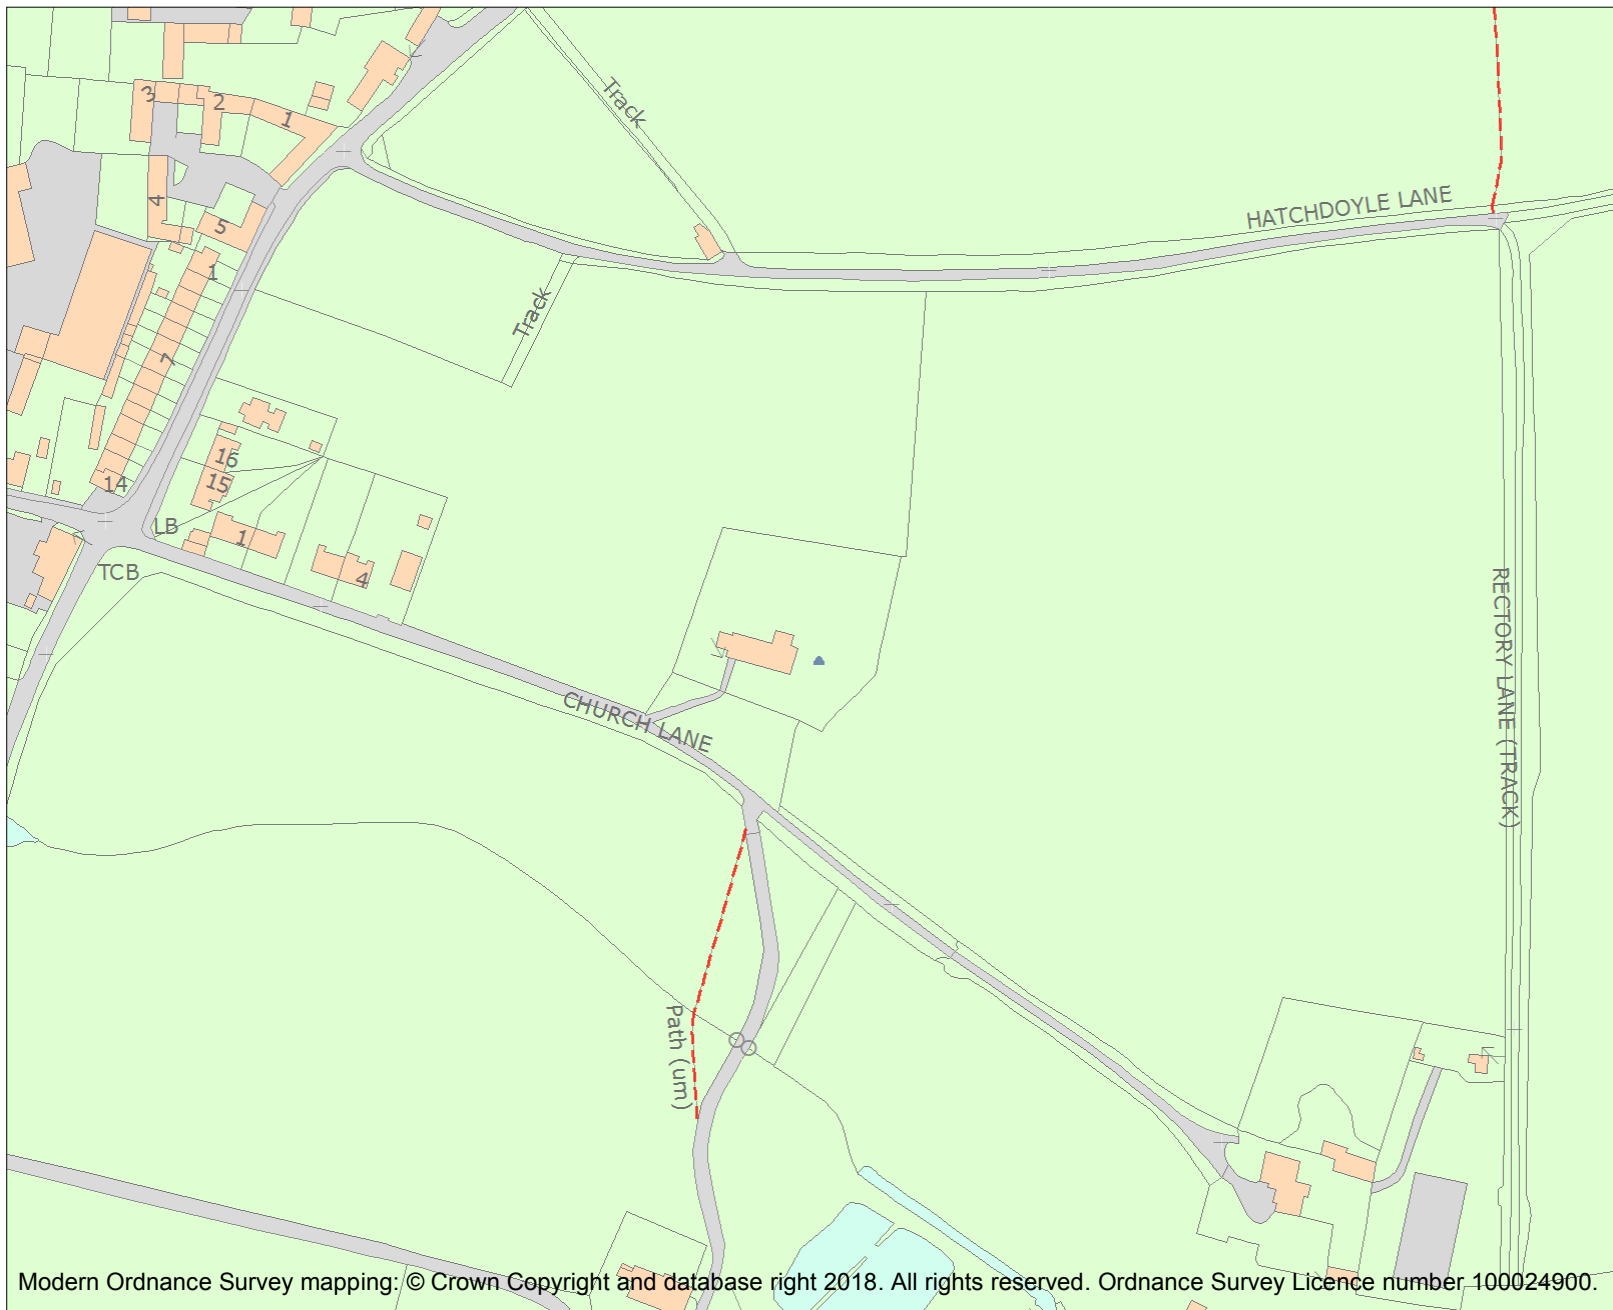 Track
3
2
1
HATCHDOYLE LANE
4
5
1
Track
7
16
15
14
LB
1
TCB
4
RECTORY LANE (TRACK)
CHURCH LANE
Path (um)
Modern Ordnance Survey mapping: © Crown Copyright and database right 2018. All rights reserved. Ordnance Survey Licence number 100024900.